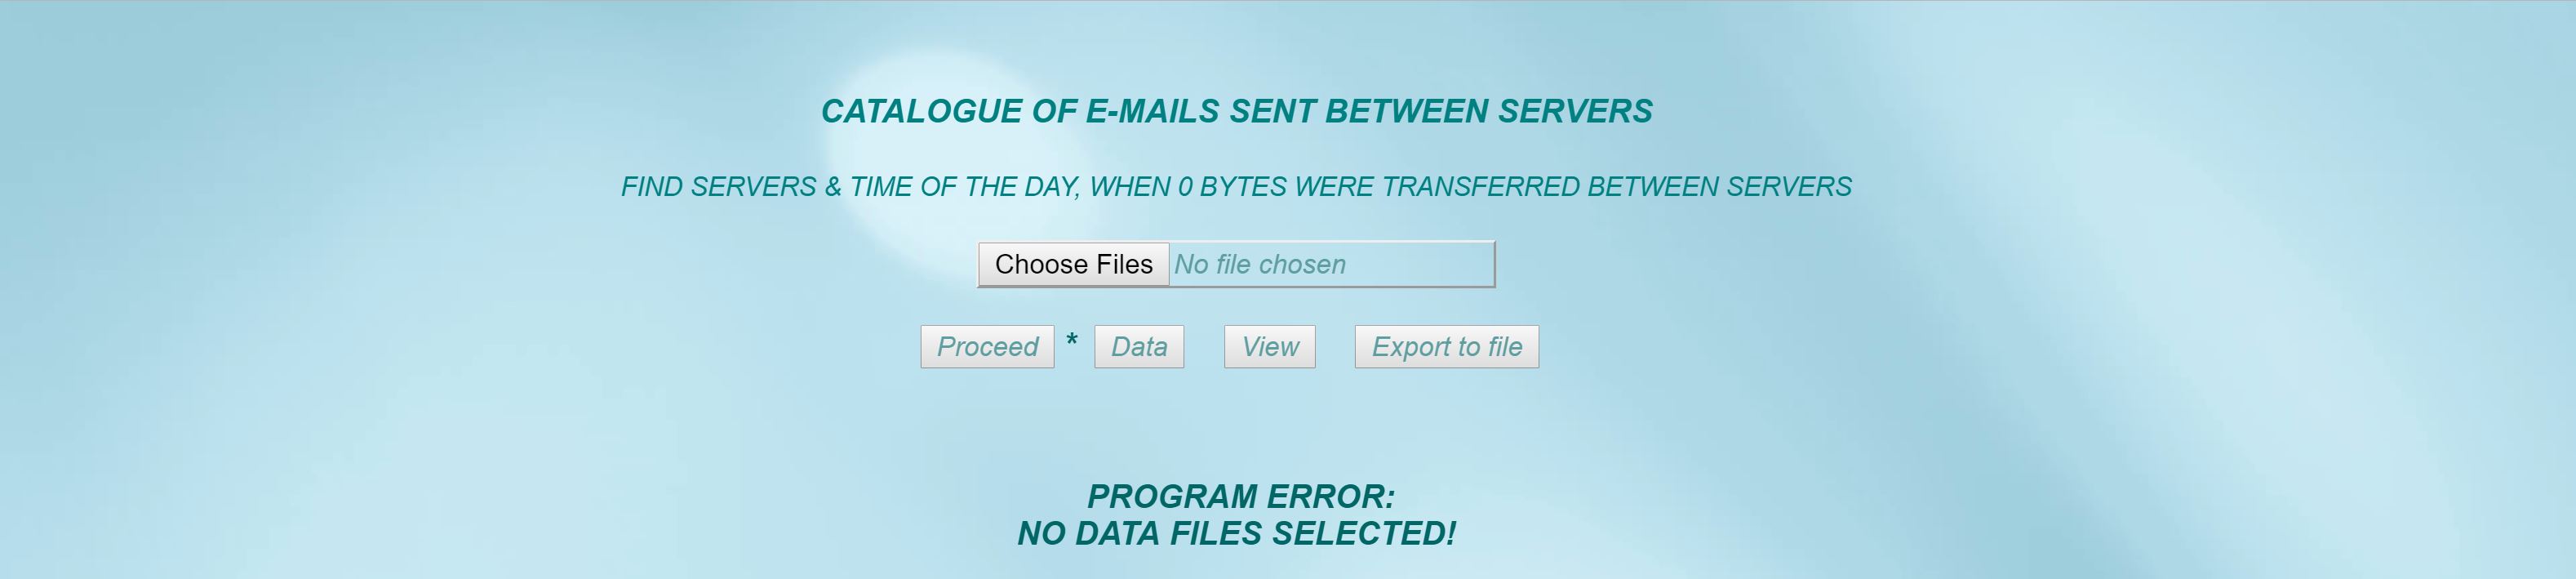 CATALOGUE OF E-MAILS SENT BETWEEN SERVERS
FIND SERVERS & TIME OF THE DAY, WHEN 0 BYTES WERE TRANSFERRED BETWEEN SERVERS
Choose Files No file chosen
Proceed * Data View Export to file
PROGRAM ERROR:
NO DATA FILES SELECTED!